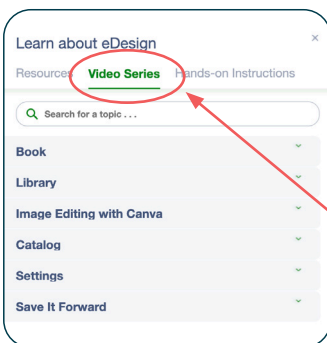 Learn about eDesign
Resources Video Series Hands-on Instructions
Search for a topic . . .
Book
Library
Image Editing with Canva
Catalog
Settings
Save It Forward